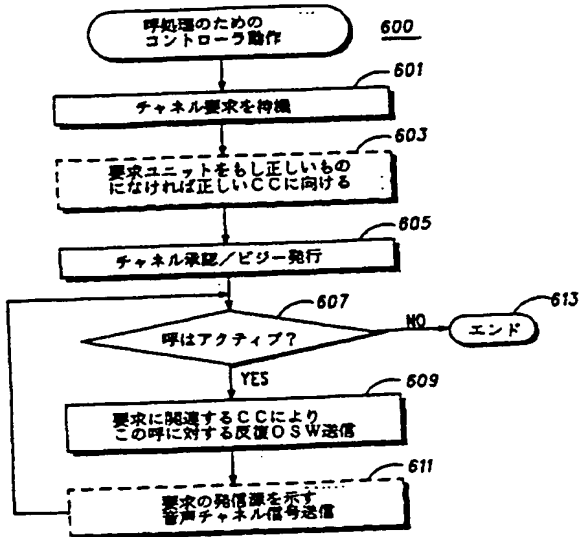 呼処理のための
コントローラ動作
600
601
チャネル要求を待機
603
要求ユニットをもし正しいもの
になければ正しいCCに向ける
605
チャネル承認/ビジー発行
607
呼はアクティブ?
NO
613
エンド
YES
609
要求に関連するCCにより
この呼に対する反復OSW送信
611
要求の発信源を示す
音声チャネル信号送信